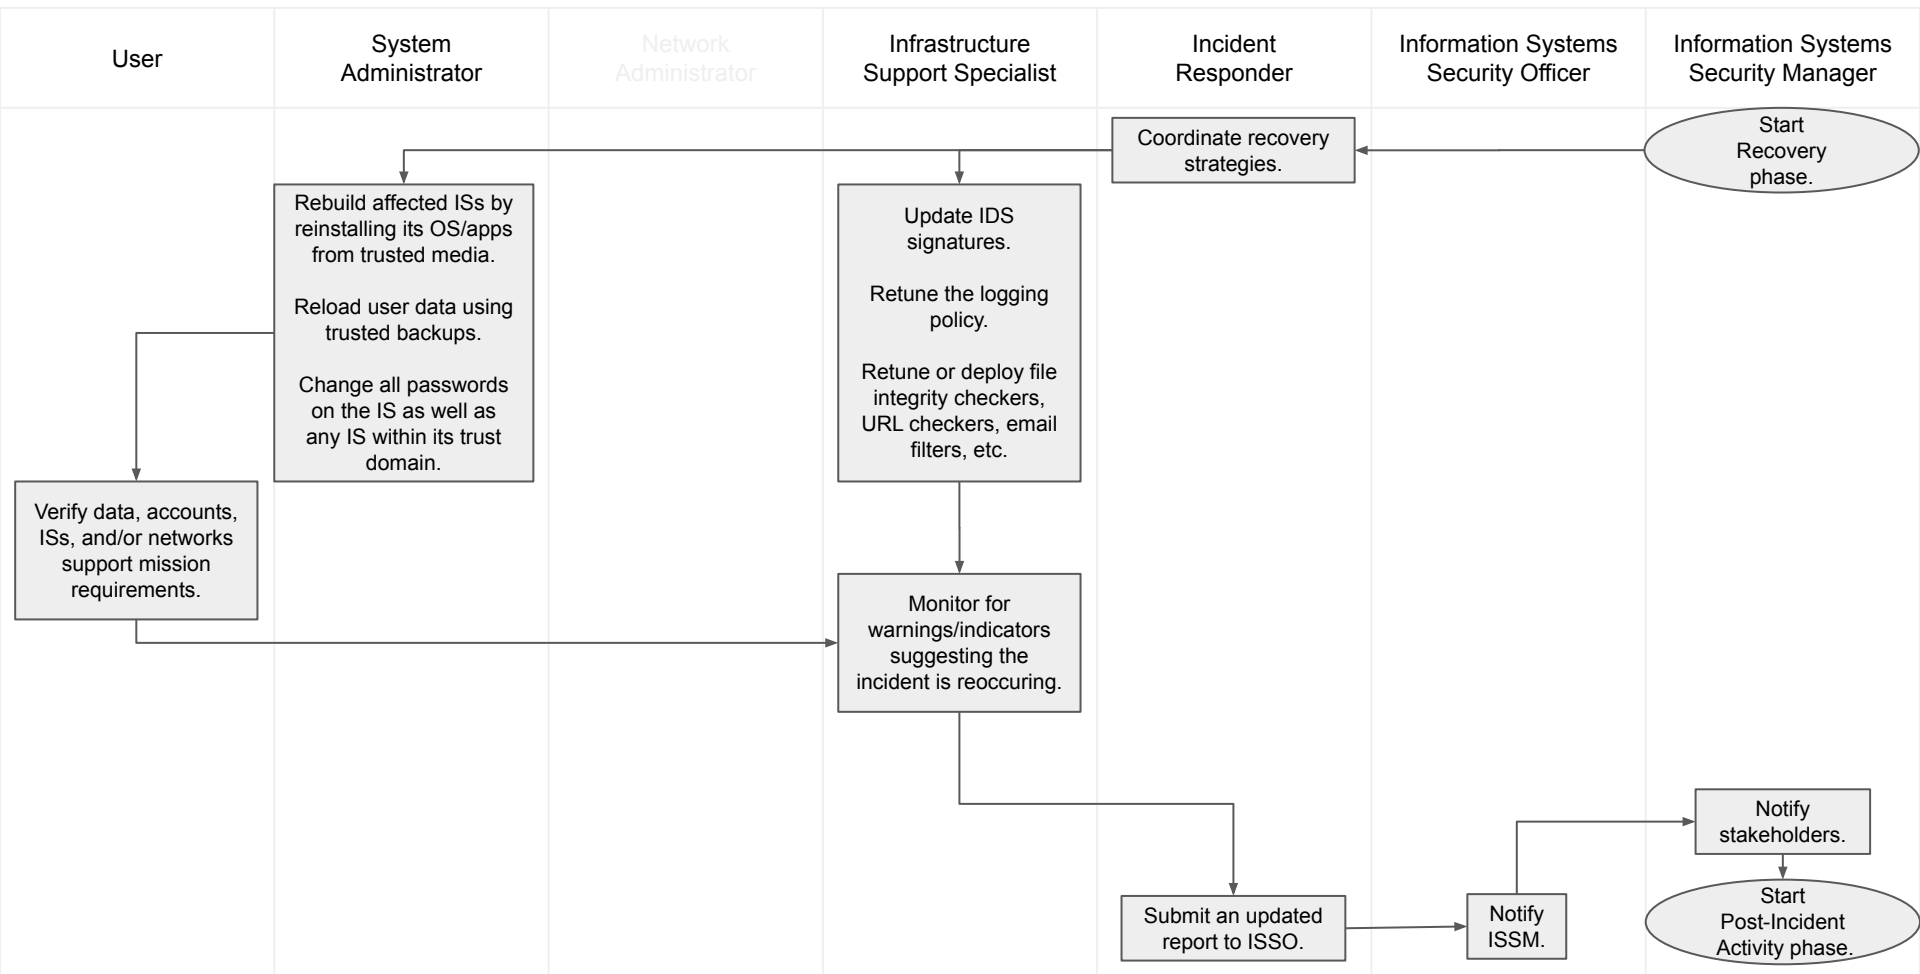 User
System
Administrator
Network
Administrator
Infrastructure
Support Specialist
Incident
Responder
Information Systems
Security Officer
Information Systems
Security Manager
Start
Recovery
phase.
Coordinate recovery
strategies.
Rebuild affected ISs by
reinstalling its OS/apps
from trusted media.
Reload user data using
trusted backups.
Change all passwords
on the IS as well as
any IS within its trust
domain.
Update IDS
signatures.
Retune the logging
policy.
Retune or deploy file
integrity checkers,
URL checkers, email
filters, etc.
Verify data, accounts,
ISs, and/or networks
support mission
requirements.
Monitor for
warnings/indicators
suggesting the
incident is reoccuring.
Submit an updated
report to ISSO.
Notify
ISSM.
Notify
stakeholders.
Start
Post-Incident
Activity phase.